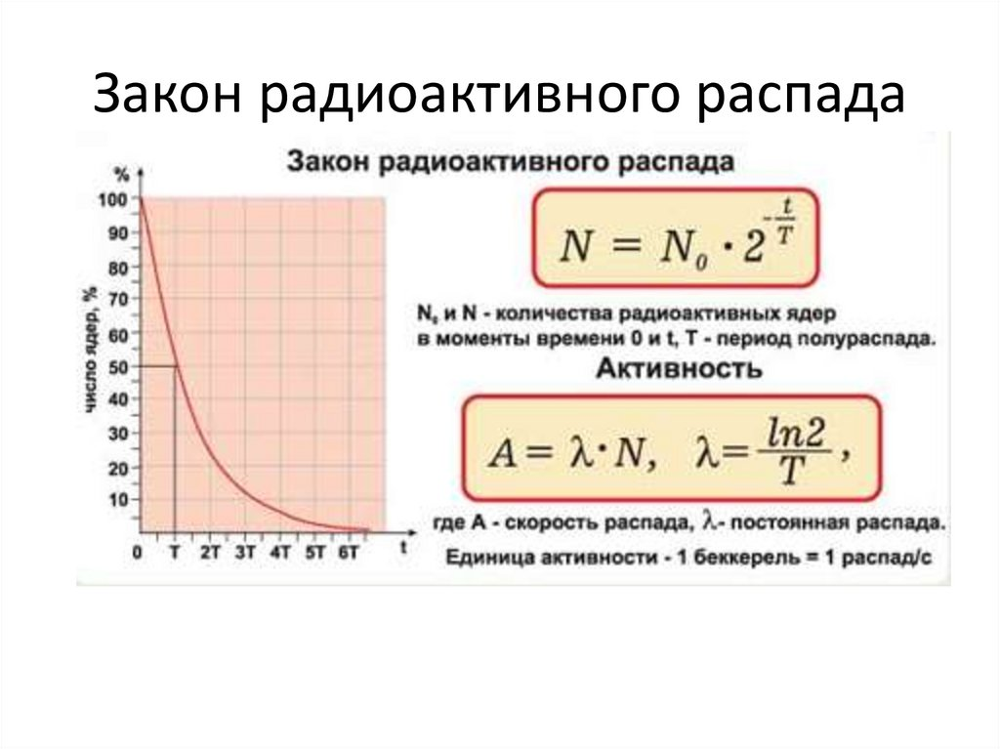 Закон радиоактивного распада
Закон радиоактивного распада
%
100
90
80
70
60
50
40
30
20
10
число ядер, %
0 T 2T 3T 4T 5T 6T t
N = N₀ · 2^(-t/T)
N₀ и N - количества радиоактивных ядер
в моменты времени 0 и t, T - период полураспада.
Активность
A = λ · N, λ = ln2/T ,
где А - скорость распада, λ - постоянная распада.
Единица активности - 1 беккерель = 1 распад/с